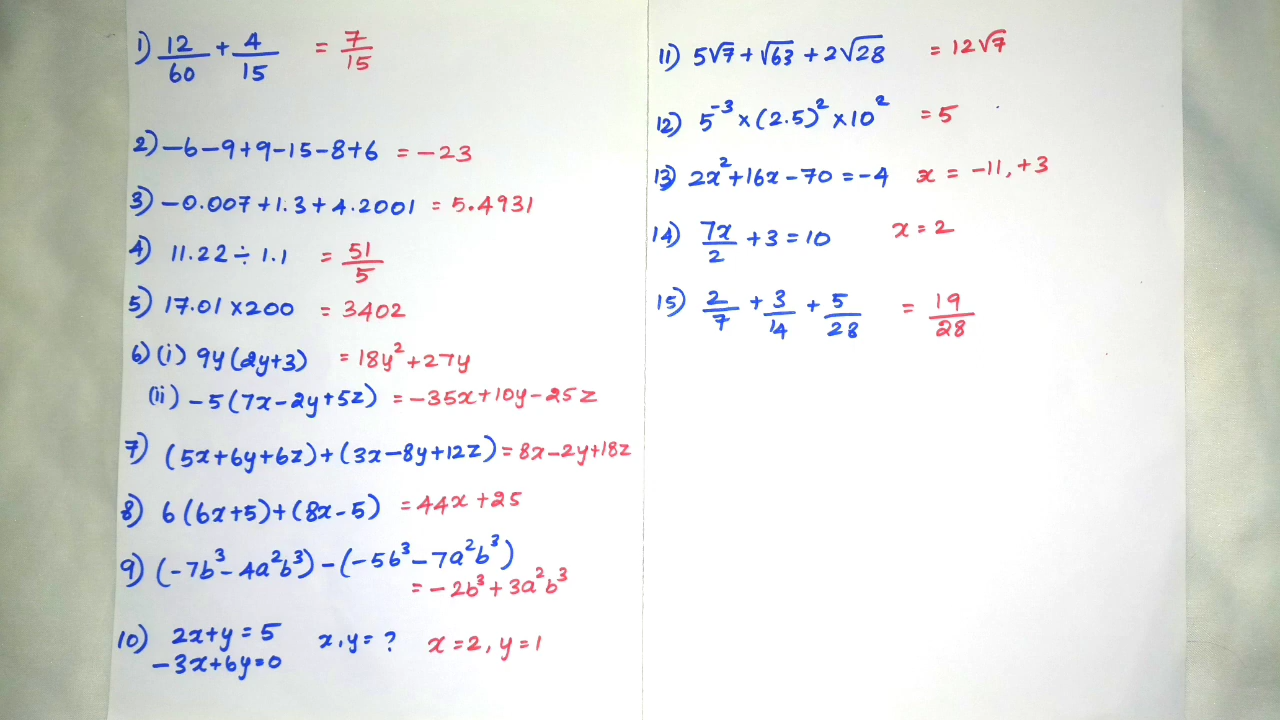 1) 12/60 + 4/15 = 7/15
2) -6-9+9-15-8+6 = -23
3) -0.007+1.3+4.2001 = 5.4931
4) 11.22 ÷ 1.1 = 51/5
5) 17.01 x 200 = 3402
6) (i) 9y(2y+3) = 18y²+27y
(ii) -5(7x-2y+5z) = -35x+10y-25z
7) (5x+6y+6z)+(3x-8y+12z) = 8x-2y+18z
8) 6(6x+5)+(8x-5) = 44x+25
9) (-7b³-4a²b³)-(-5b³-7a²b³)
= -2b³+3a²b³
10) 2x+y=5 x,y=? x=2, y=1
-3x+6y=0
11) 5√7+√63+2√28 = 12√7
12) 5⁻³x(2.5)²x10² = 5
13) 2x²+16x-70=-4 x = -11, +3
14) 7x/2 +3=10 x=2
15) 2/7 + 3/14 + 5/28 = 19/28